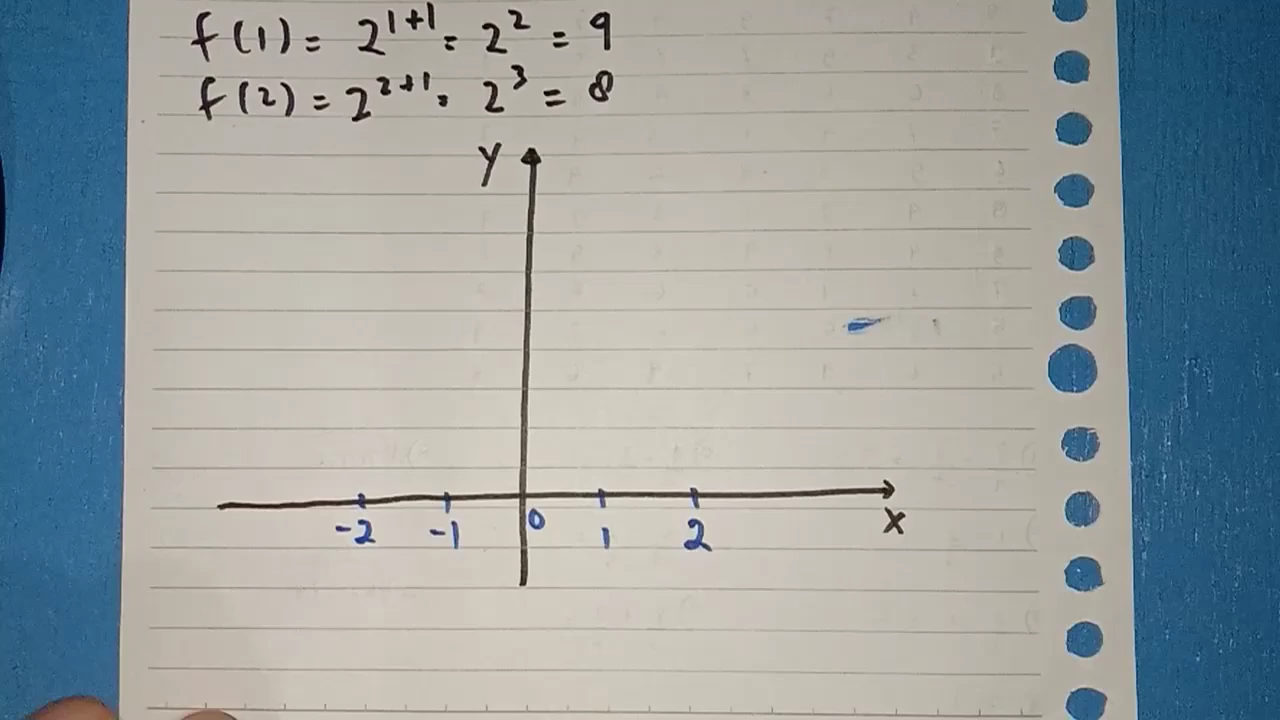 f(1) = 2^1+1 = 2^2 = 9
f(2) = 2^2+1 = 2^3 = 8
y
-2 -1 0 1 2
x